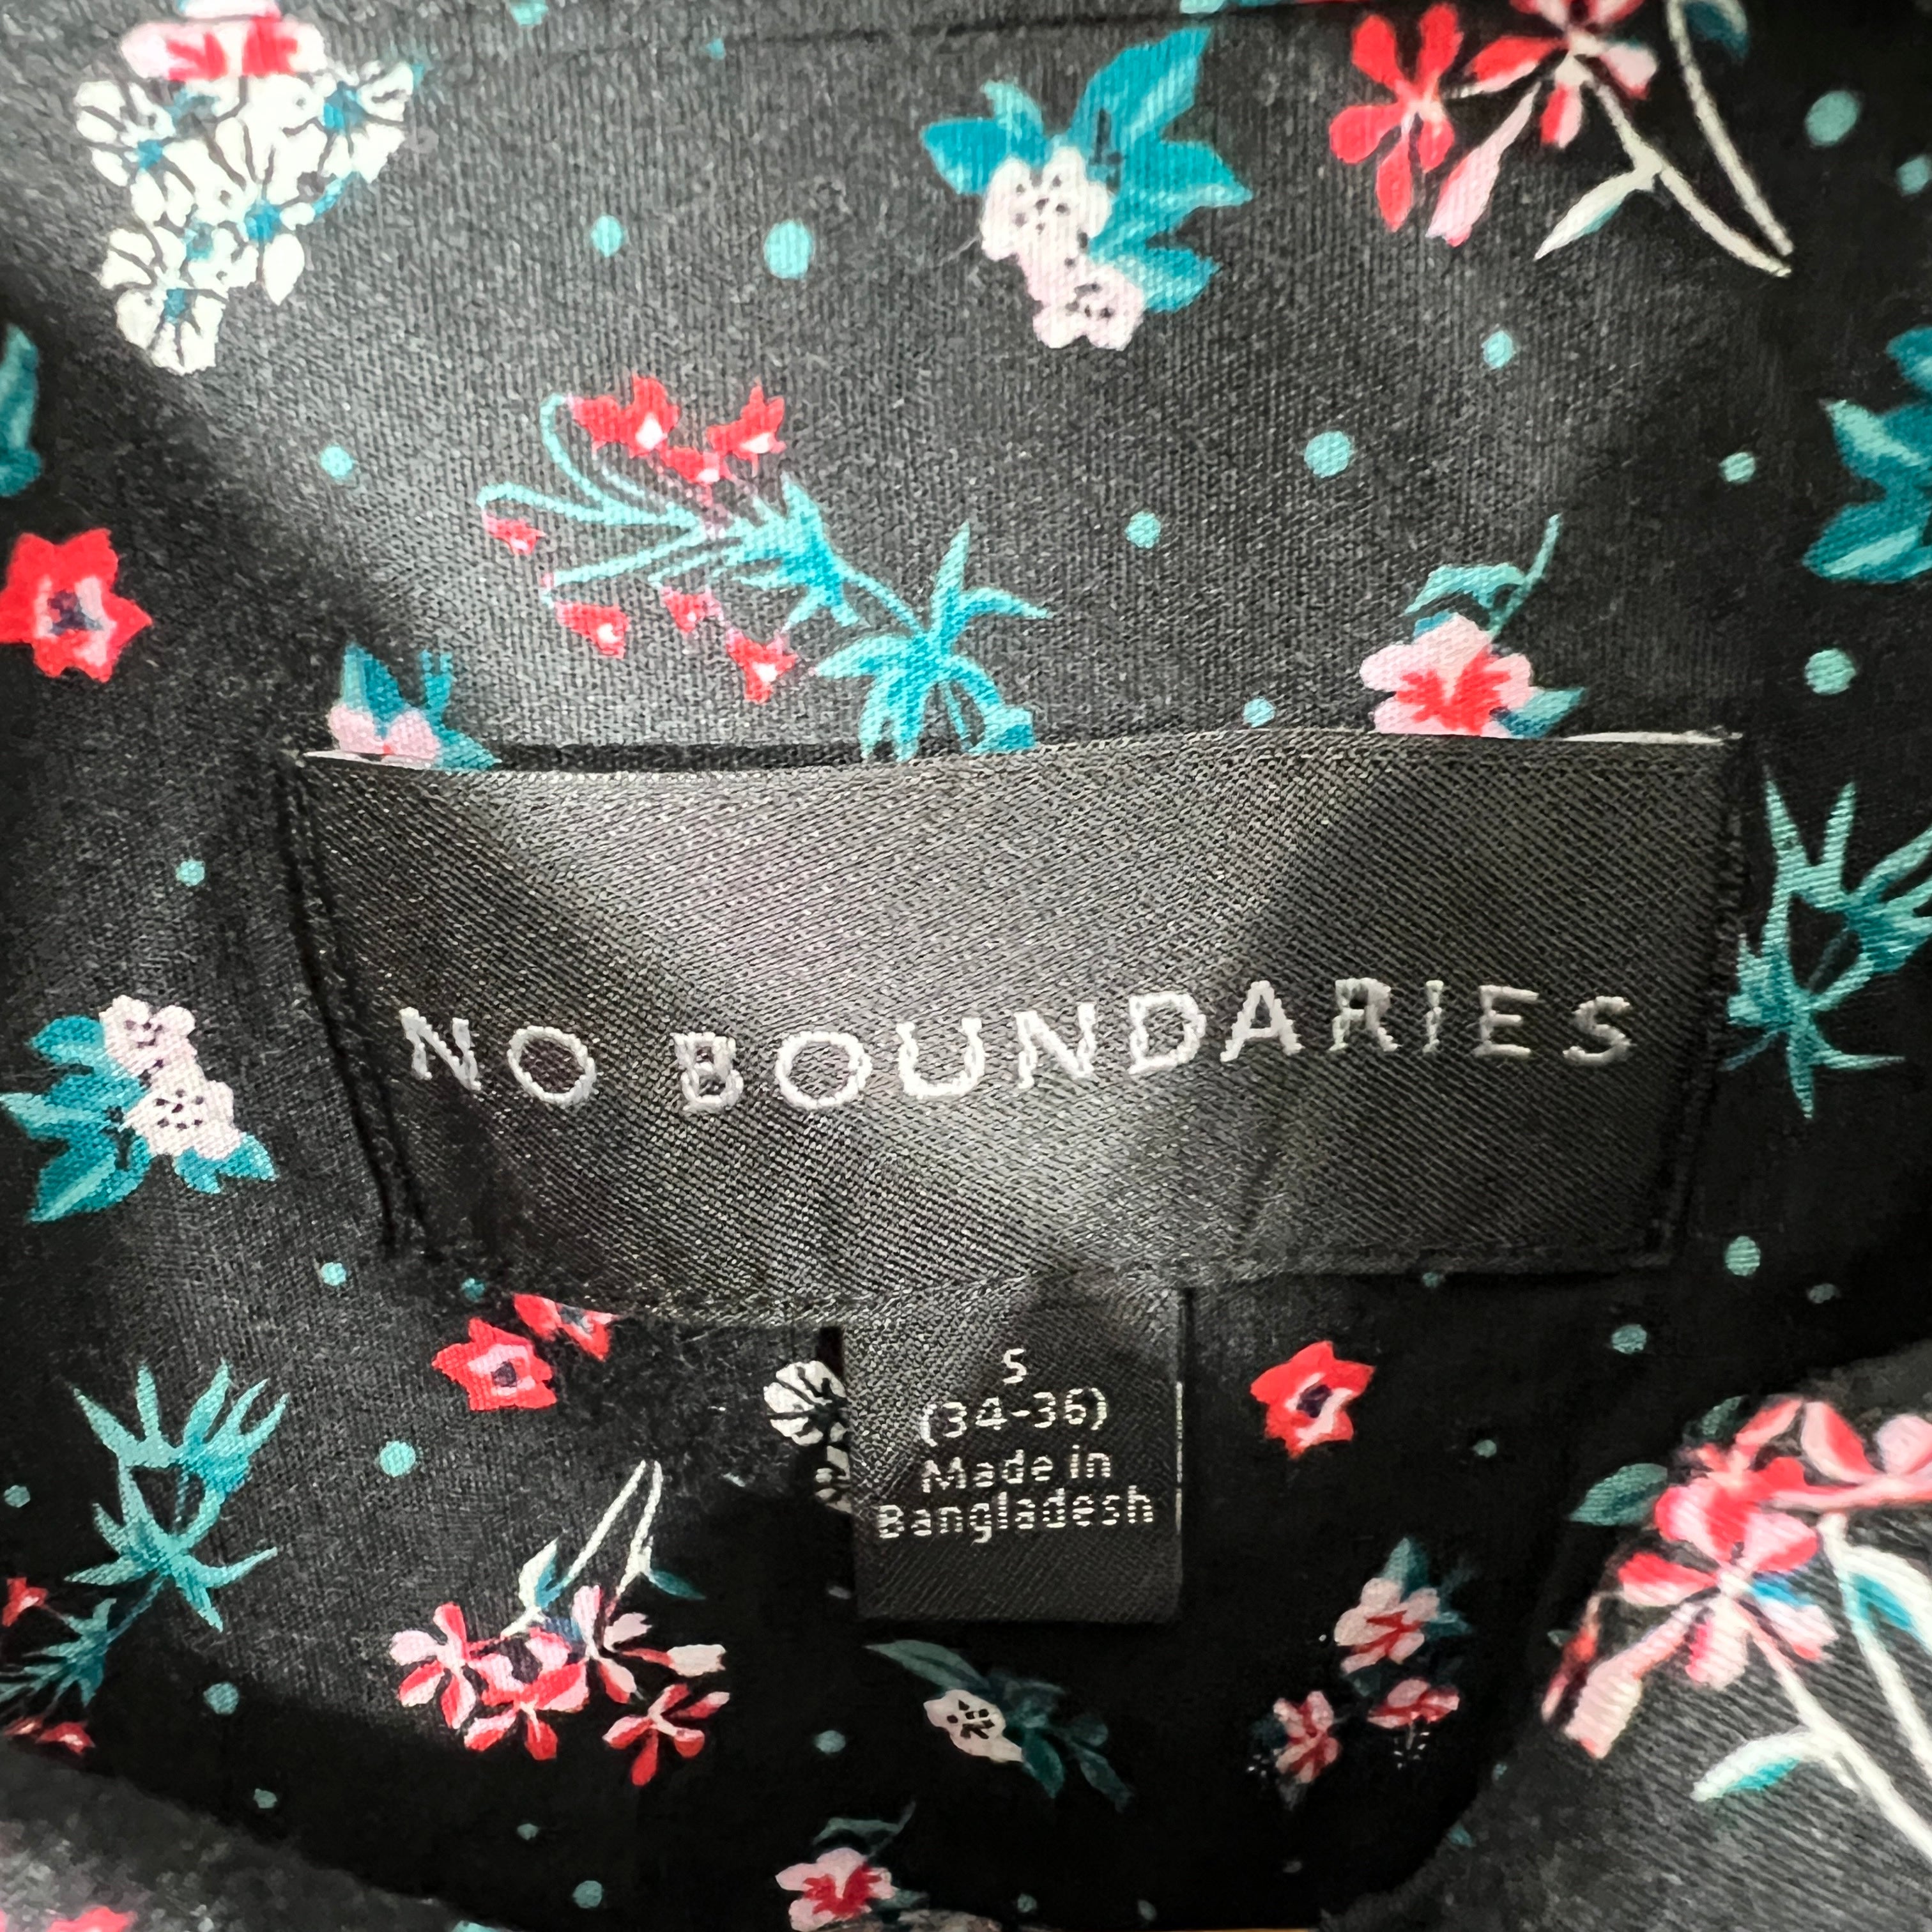 NO BOUNDARIES
S
(34-36)
Made in
Bangladesh